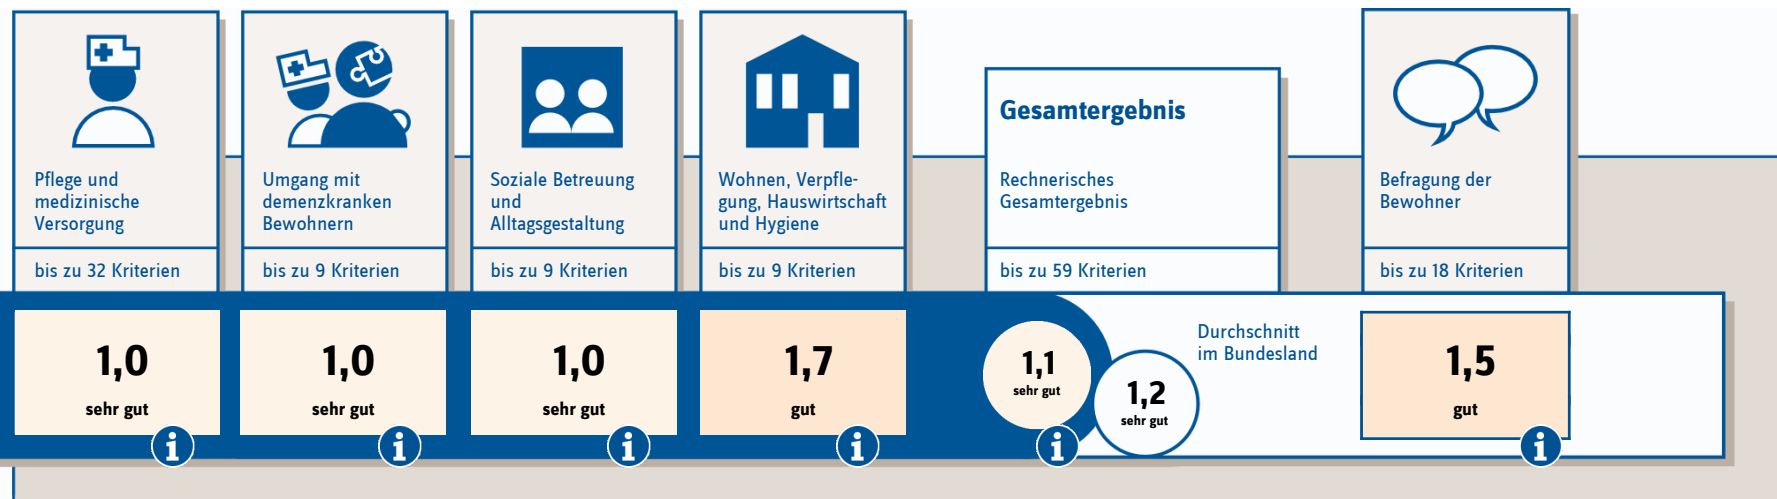 Pflege und
medizinische
Versorgung
bis zu 32 Kriterien
1,0
sehr gut
i
Umgang mit
demenzkranken
Bewohnern
bis zu 9 Kriterien
1,0
sehr gut
i
Soziale Betreuung
und
Alltagsgestaltung
bis zu 9 Kriterien
1,0
sehr gut
i
Wohnen, Verpfle-
gung, Hauswirtschaft
und Hygiene
bis zu 9 Kriterien
1,7
gut
i
Gesamtergebnis
Rechnerisches
Gesamtergebnis
bis zu 59 Kriterien
1,1
sehr gut
i
1,2
sehr gut
Durchschnitt
im Bundesland
Befragung der
Bewohner
bis zu 18 Kriterien
1,5
gut
i